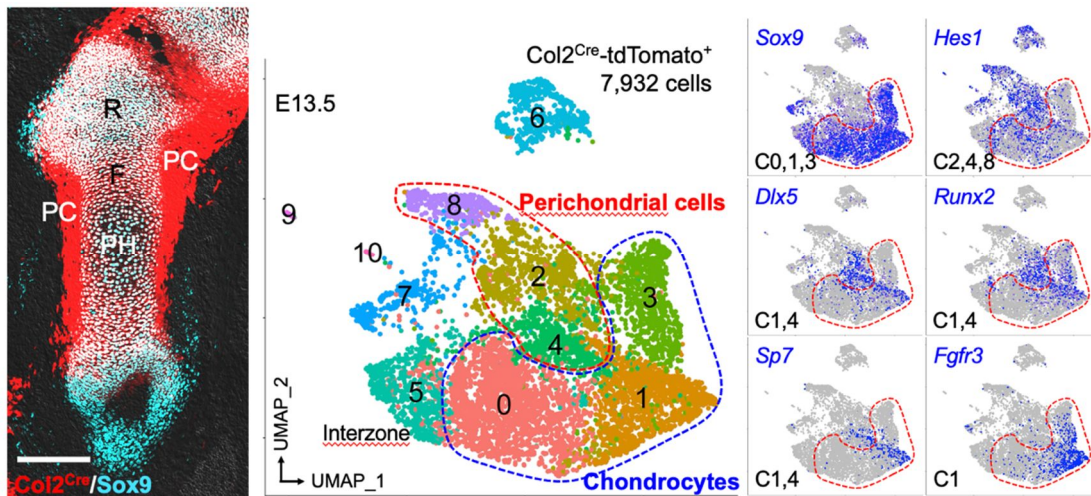 R
PC
F
PC
PH
Col2Cre/Sox9
E13.5
Col2Cre-tdTomato+
7,932 cells
6
8
Perichondrial cells
9
2
10
3
7
4
5
0
1
Interzone
UMAP_2
UMAP_1
Chondrocytes
Sox9
C0,1,3
Hes1
C2,4,8
Dlx5
C1,4
Runx2
C1,4
Sp7
C1,4
Fgfr3
C1